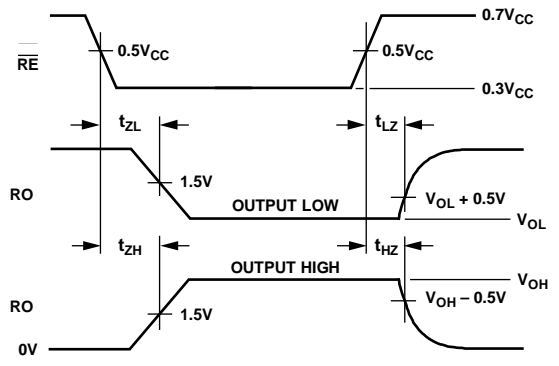 0.7VCC
RE 0.5VCC 0.5VCC
0.3VCC
tZL tLZ
1.5V
RO OUTPUT LOW VOL + 0.5V
VOL
tZH tHZ
OUTPUT HIGH VOH
RO 1.5V VOH – 0.5V
0V